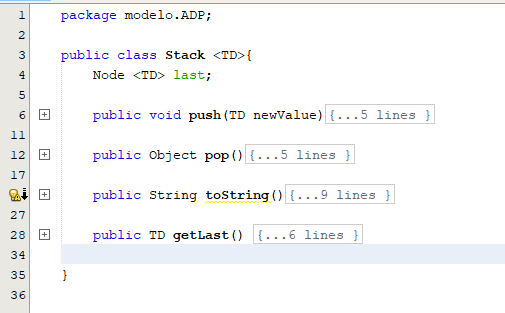 1 package modelo.ADP;
2
3 public class Stack <TD>{
4 Node <TD> last;
5
6 public void push(TD newValue){...5 lines }
11
12 public Object pop(){...5 lines }
17
public String toString(){...9 lines }
27
28 public TD getLast() {...6 lines }
34
35 }
36